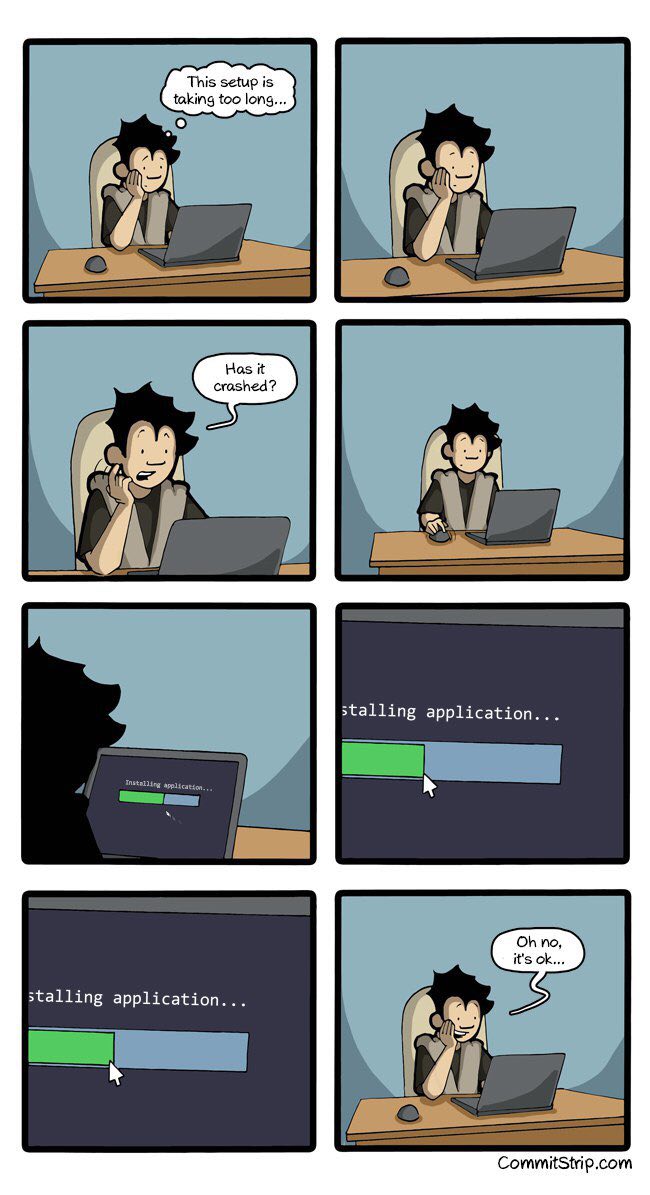 This setup is
taking too long...
Has it
crashed?
Installing application...
stalling application...
stalling application...
Oh no,
it's ok...
CommitStrip.com